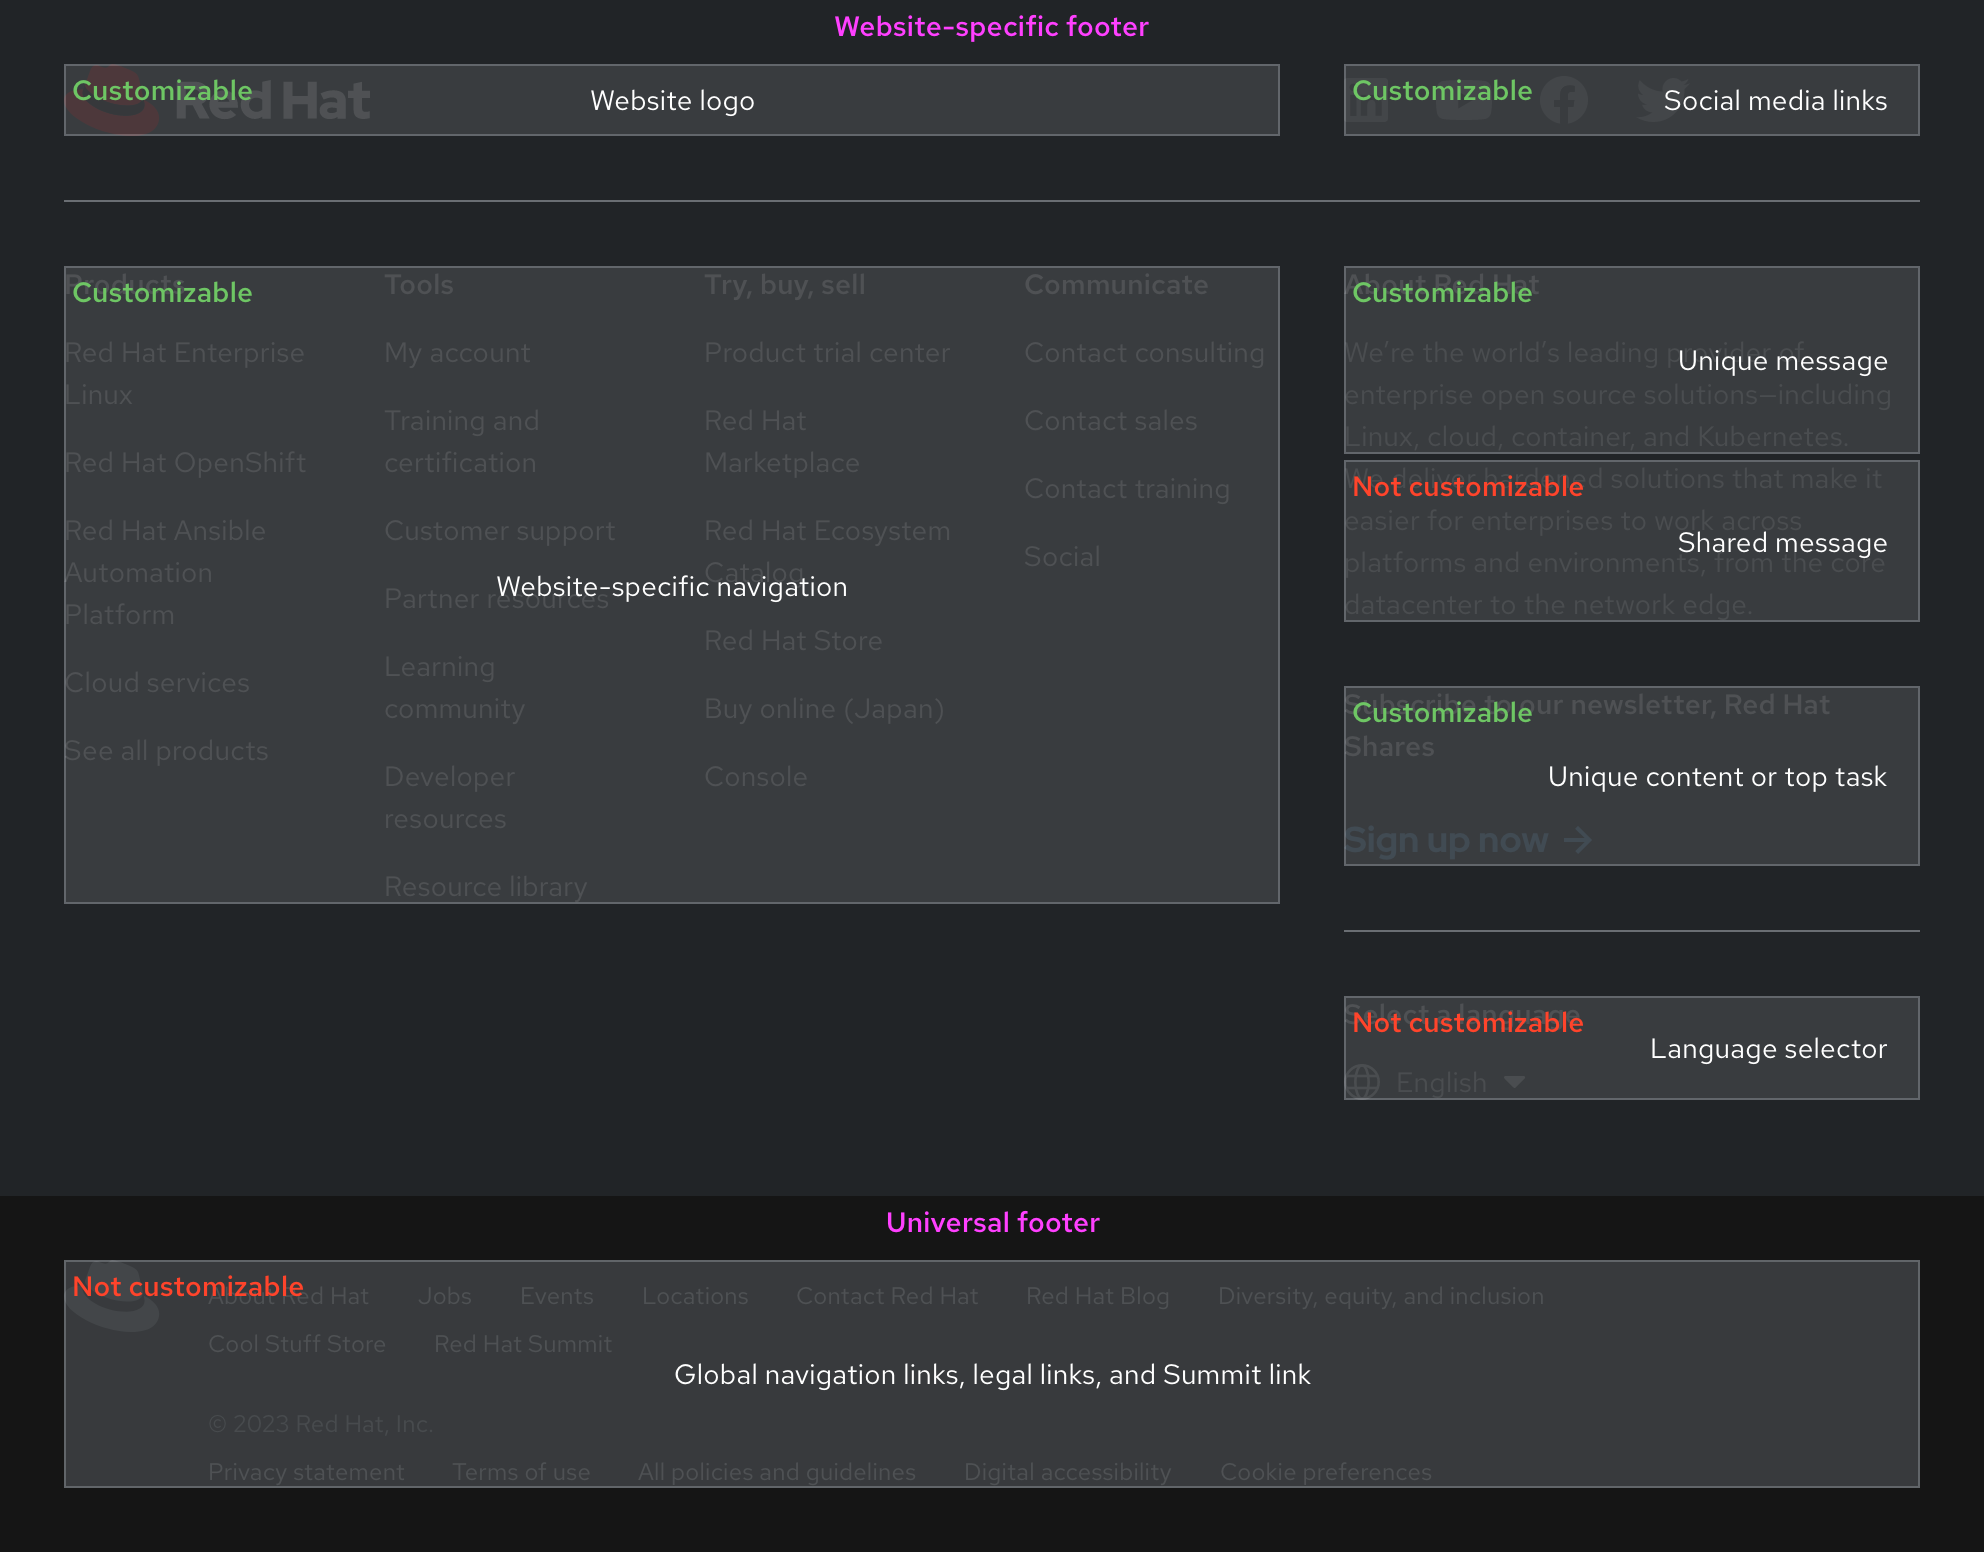 Website-specific footer
Customizable
Red Hat
Website logo
Customizable
Social media links
Customizable
Products
Red Hat Enterprise
Linux
Red Hat OpenShift
Red Hat Ansible
Automation
Platform
Cloud services
See all products
Tools
My account
Training and
certification
Customer support
Partner resources
Learning
community
Developer
resources
Resource library
Try, buy, sell
Product trial center
Red Hat
Marketplace
Red Hat Ecosystem
Catalog
Red Hat Store
Buy online (Japan)
Console
Communicate
Contact consulting
Contact sales
Contact training
Social
Website-specific navigation
Customizable
About Red Hat
Unique message
We're the world's leading provider of
enterprise open source solutions—including
Linux, cloud, container, and Kubernetes.
We deliver hardened solutions that make it
Not customizable
easier for enterprises to work across
Shared message
platforms and environments, from the core
datacenter to the network edge.
Subscribe to our newsletter, Red Hat
Customizable
Shares
Unique content or top task
Sign up now →
Select a language
Not customizable
Language selector
English
Universal footer
Not customizable
About Red Hat Jobs Events Locations Contact Red Hat Red Hat Blog Diversity, equity, and inclusion
Cool Stuff Store Red Hat Summit
Global navigation links, legal links, and Summit link
© 2023 Red Hat, Inc.
Privacy statement Terms of use All policies and guidelines Digital accessibility Cookie preferences